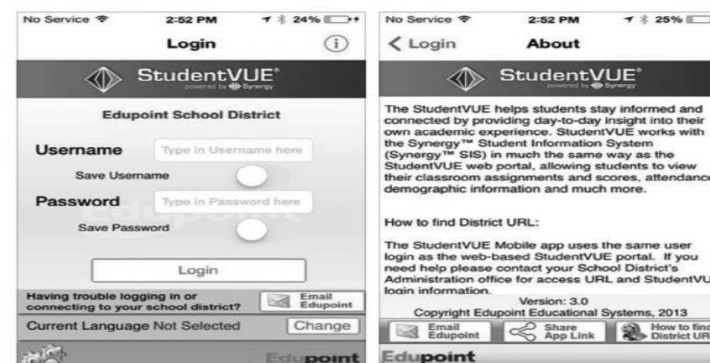 No Service 2:52 PM 24%
Login
StudentVUE®
powered by Synergy
Edupoint School District
Username Type in Username here
Save Username
Password Type in Password here
Save Password
Login
Having trouble logging in or
connecting to your school district?
Email
Edupoint
Current Language Not Selected Change
Edupoint
No Service 2:52 PM 25%
Login About
StudentVUE®
powered by Synergy
The StudentVUE helps students stay informed and
connected by providing day-to-day insight into their
own academic experience. StudentVUE works with
the Synergy™ Student Information System
(Synergy™ SIS) in much the same way as the
StudentVUE web portal, allowing students to view
their classroom assignments and scores, attendance
demographic information and much more.
How to find District URL:
The StudentVUE Mobile app uses the same user
login as the web-based StudentVUE portal. If you
need help please contact your School District's
Administration office for access URL and StudentVU
login information.
Version: 3.0
Copyright Edupoint Educational Systems, 2013
Email
Edupoint
Share
App Link
How to find
District UR
Edupoint